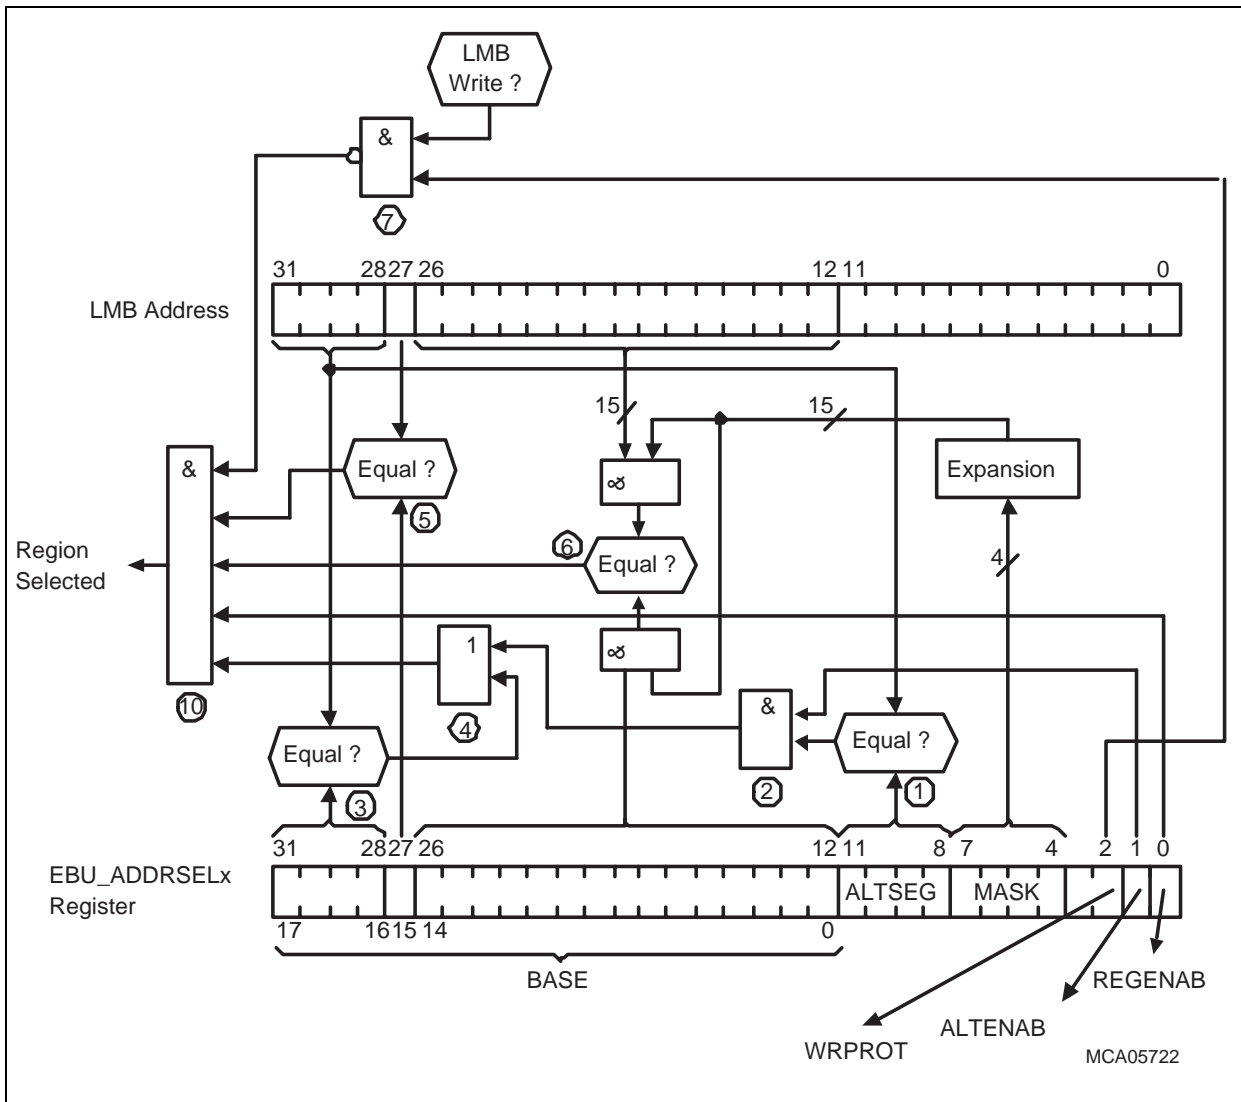 LMB
Write ?
&
7
31 28 27 26 12 11 0
LMB Address
15 15
& Equal ? & Expansion
5
6
Region
Selected
Equal ?
4
1 &
&
10 4
Equal ? Equal ?
3 2 1
31 28 27 26 12 11 8 7 4 2 1 0
EBU_ADDRSELx
Register
ALTSEG MASK
17 16 15 14 0
BASE
REGENAB
ALTENAB
WRPROT
MCA05722